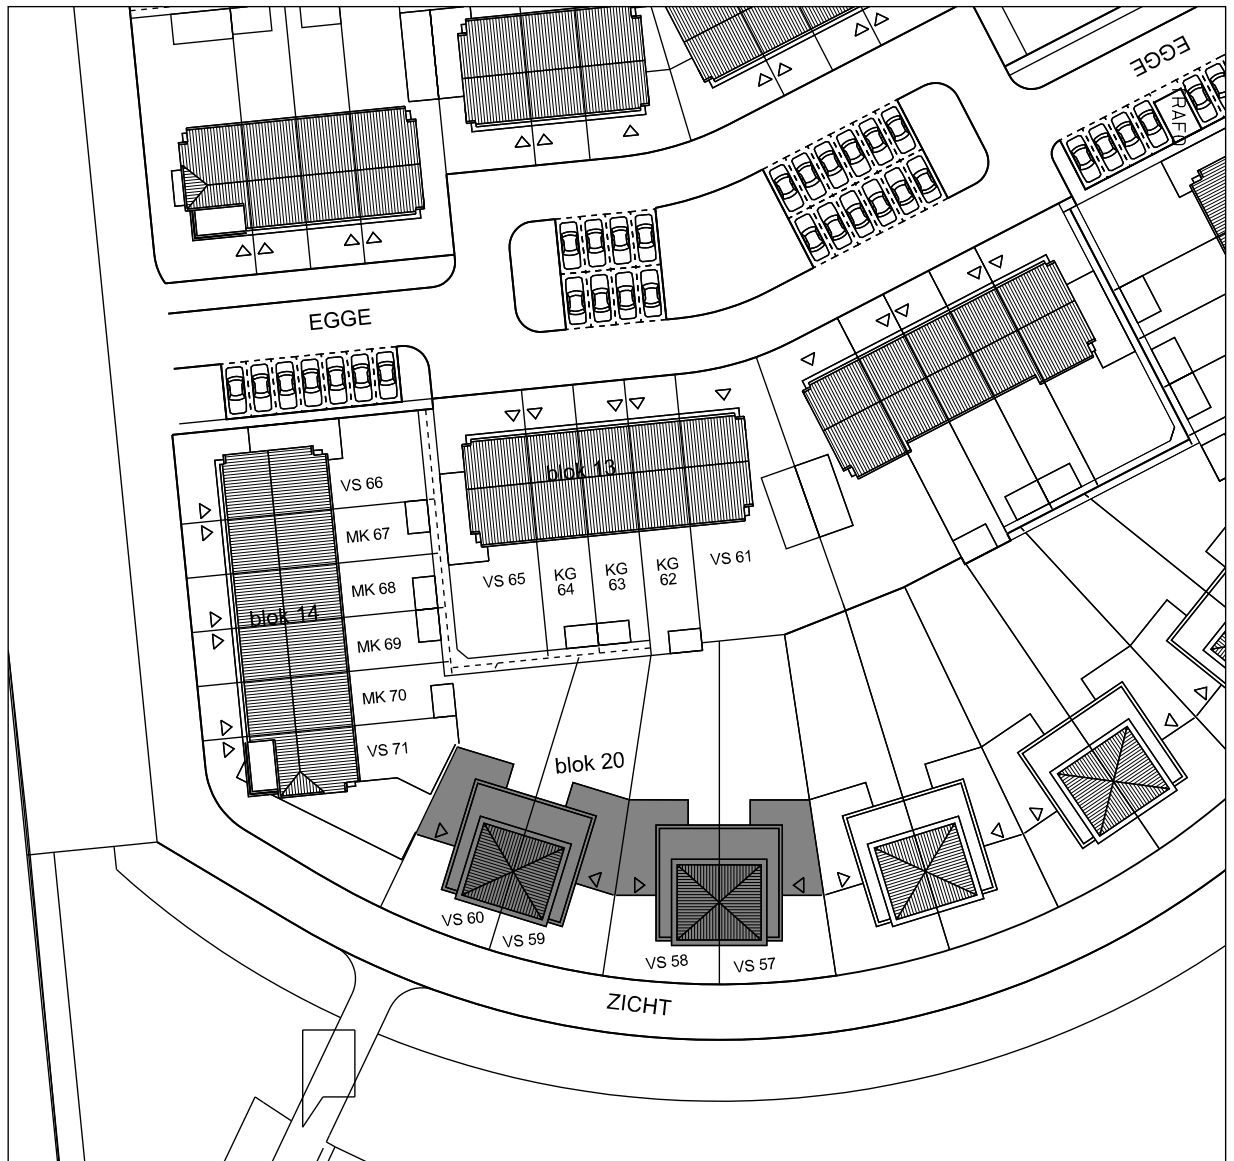 EGGE
TRAFO
EGGE
blok 13
VS 66
MK 67
MK 68
MK 69
MK 70
VS 71
blok 14
VS 65
KG
64
KG
63
KG
62
VS 61
blok 20
VS 60
VS 59
VS 58
VS 57
ZICHT